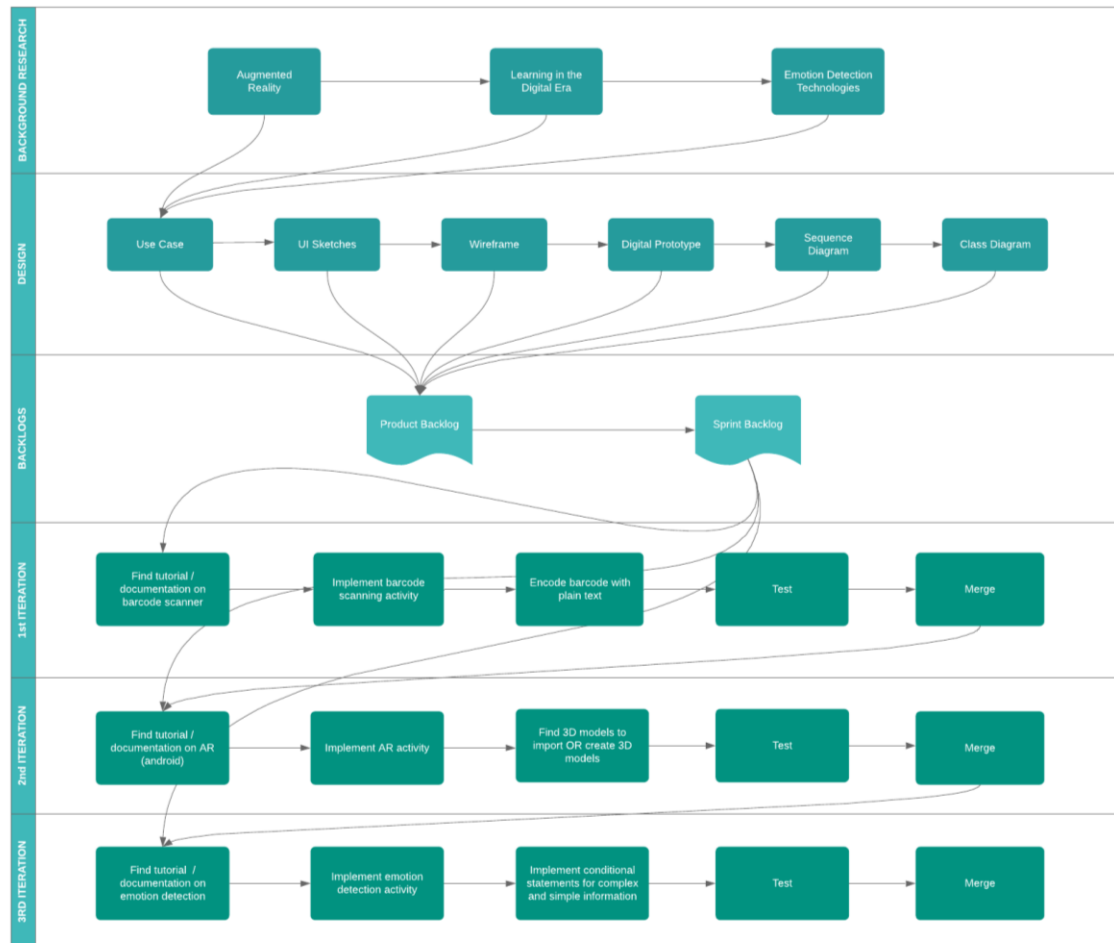 BACKGROUND RESEARCH
Augmented
Reality
Learning in the
Digital Era
Emotion Detection
Technologies
DESIGN
Use Case
UI Sketches
Wireframe
Digital Prototype
Sequence
Diagram
Class Diagram
BACKLOGS
Product Backlog
Sprint Backlog
1st ITERATION
Find tutorial /
documentation on
barcode scanner
Implement barcode
scanning activity
Encode barcode with
plain text
Test
Merge
2nd ITERATION
Find tutorial /
documentation on AR
(android)
Implement AR activity
Find 3D models to
import OR create 3D
models
Test
Merge
3RD ITERATION
Find tutorial /
documentation on
emotion detection
Implement emotion
detection activity
Implement conditional
statements for complex
and simple information
Test
Merge